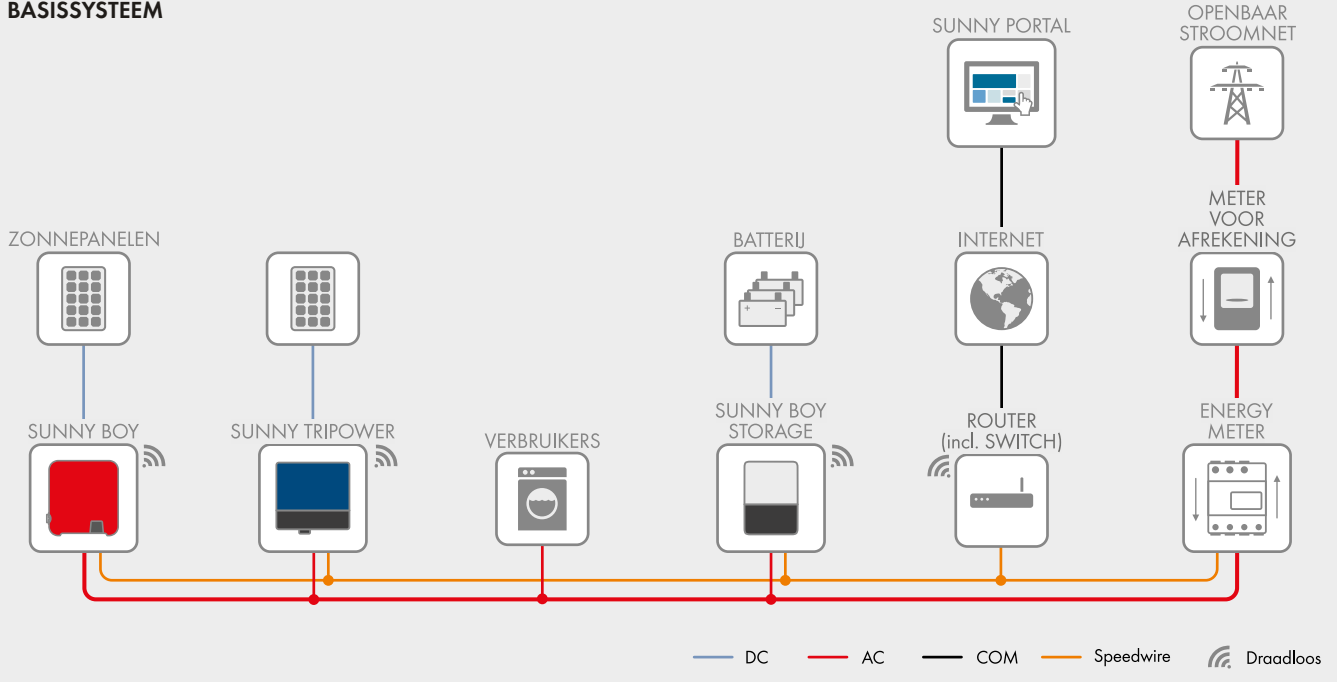 BASISSYSTEEM
SUNNY PORTAL
OPENBAAR
STROOMNET
ZONNEPANELEN
BATTERIJ
INTERNET
METER
VOOR
AFREKENING
SUNNY BOY
SUNNY TRIPOWER
VERBRUIKERS
SUNNY BOY
STORAGE
ROUTER
(incl. SWITCH)
ENERGY
METER
DC
AC
COM
Speedwire
Draadloos